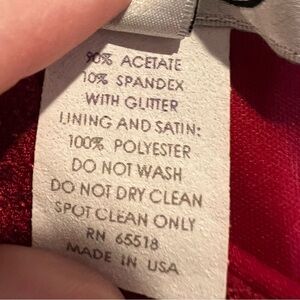 90% ACETATE
10% SPANDEX
WITH GLITTER
LINING AND SATIN:
100% POLYESTER
DO NOT WASH
DO NOT DRY CLEAN
SPOT CLEAN ONLY
RN 65518
MADE IN USA